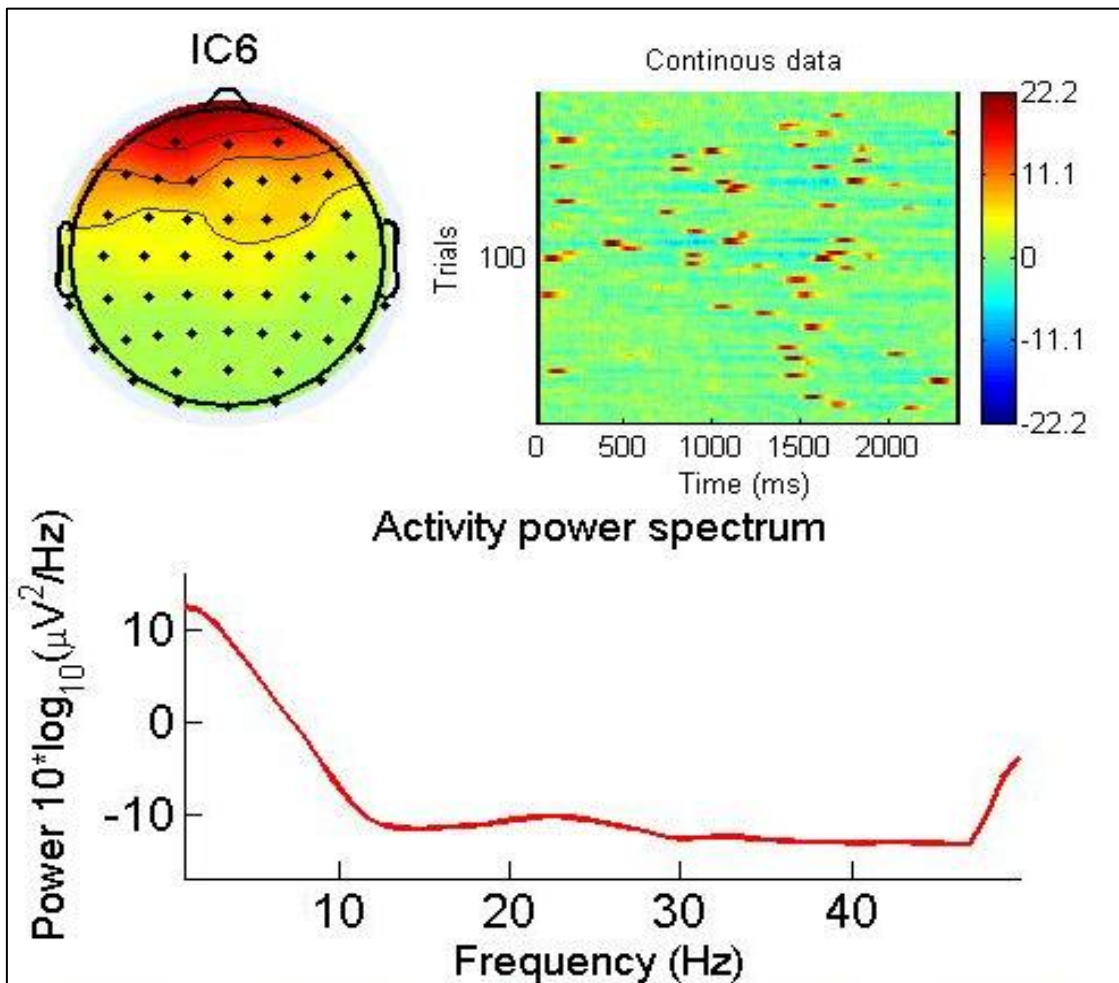 IC6
Continous data
Trials
100
22.2
11.1
0
-11.1
-22.2
0 500 1000 1500 2000
Time (ms)
Activity power spectrum
Power 10*log10(μV2/Hz)
10
0
-10
10 20 30 40
Frequency (Hz)